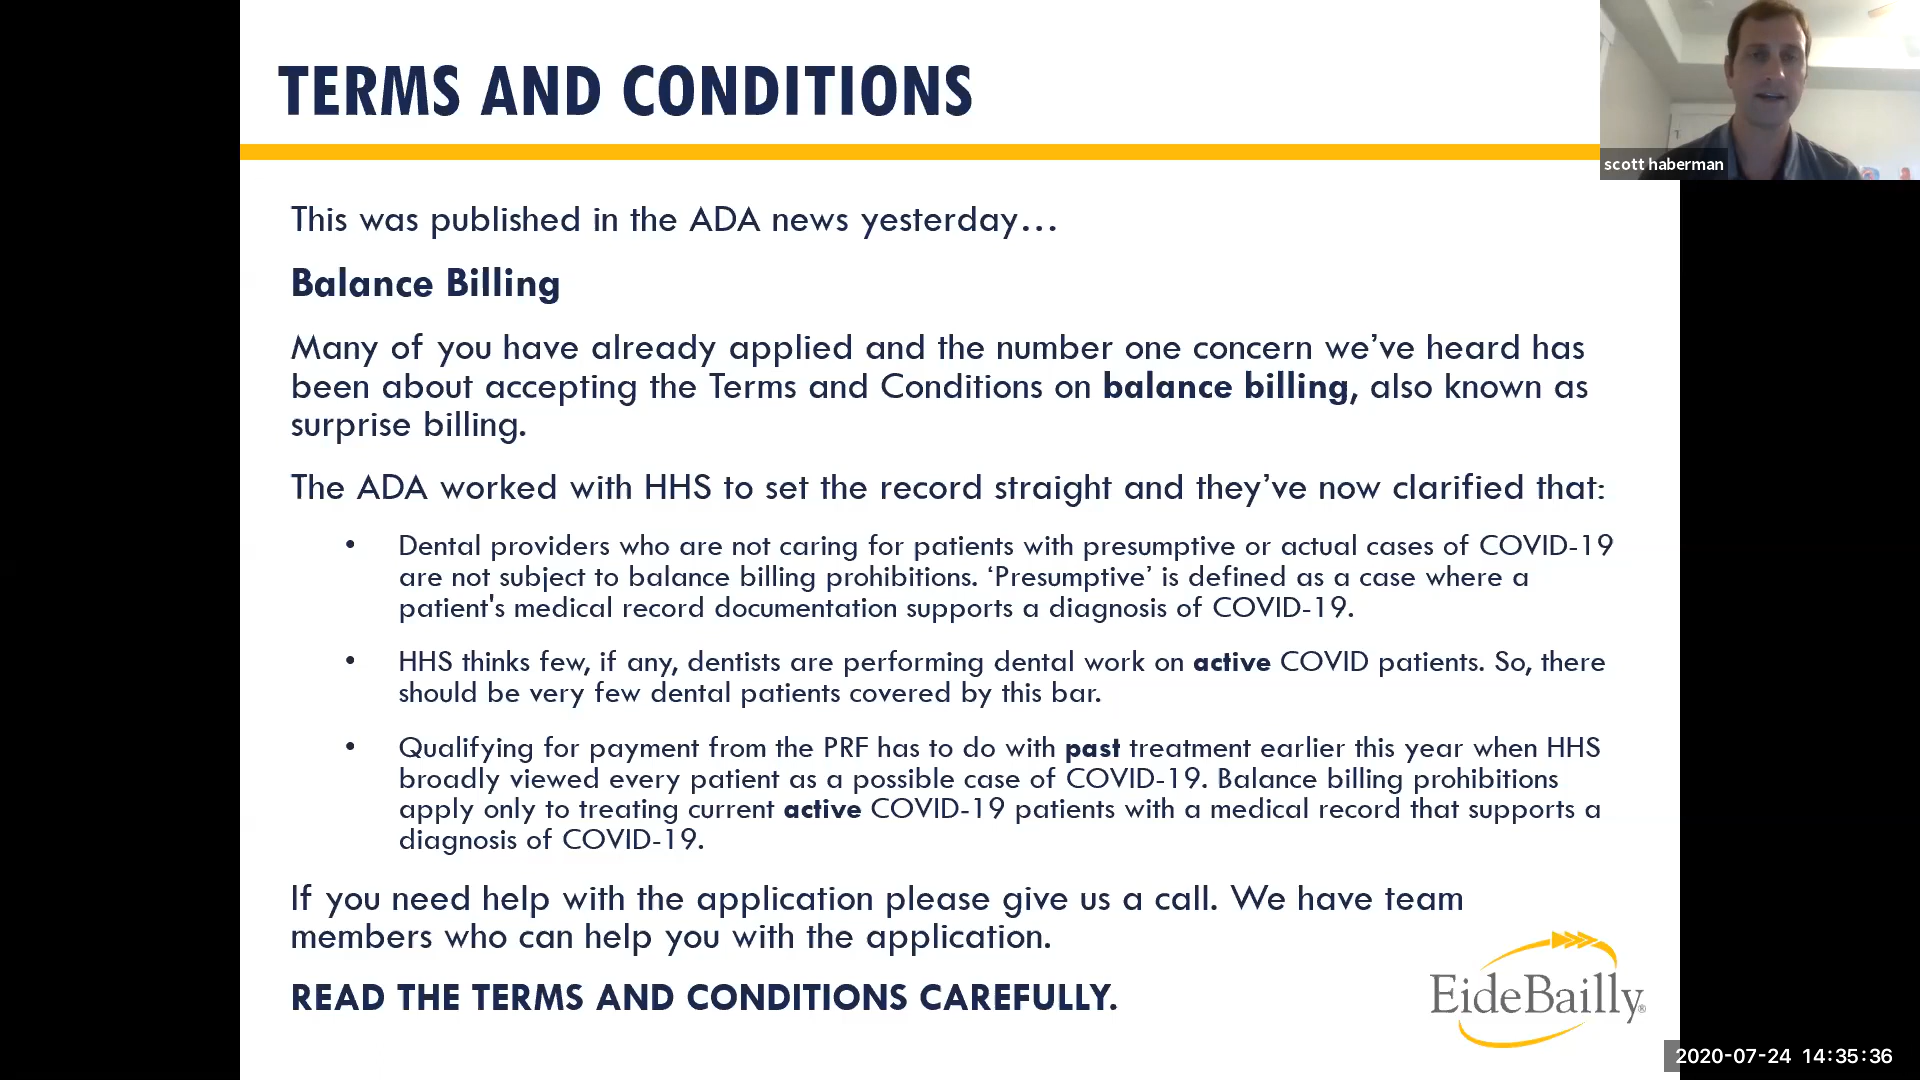 TERMS AND CONDITIONS
scott haberman
This was published in the ADA news yesterday…
Balance Billing
Many of you have already applied and the number one concern we’ve heard has
been about accepting the Terms and Conditions on balance billing, also known as
surprise billing.
The ADA worked with HHS to set the record straight and they’ve now clarified that:
• Dental providers who are not caring for patients with presumptive or actual cases of COVID-19
are not subject to balance billing prohibitions. ‘Presumptive’ is defined as a case where a
patient's medical record documentation supports a diagnosis of COVID-19.
• HHS thinks few, if any, dentists are performing dental work on active COVID patients. So, there
should be very few dental patients covered by this bar.
• Qualifying for payment from the PRF has to do with past treatment earlier this year when HHS
broadly viewed every patient as a possible case of COVID-19. Balance billing prohibitions
apply only to treating current active COVID-19 patients with a medical record that supports a
diagnosis of COVID-19.
If you need help with the application please give us a call. We have team
members who can help you with the application.
READ THE TERMS AND CONDITIONS CAREFULLY.
EideBailly®
2020-07-24 14:35:36